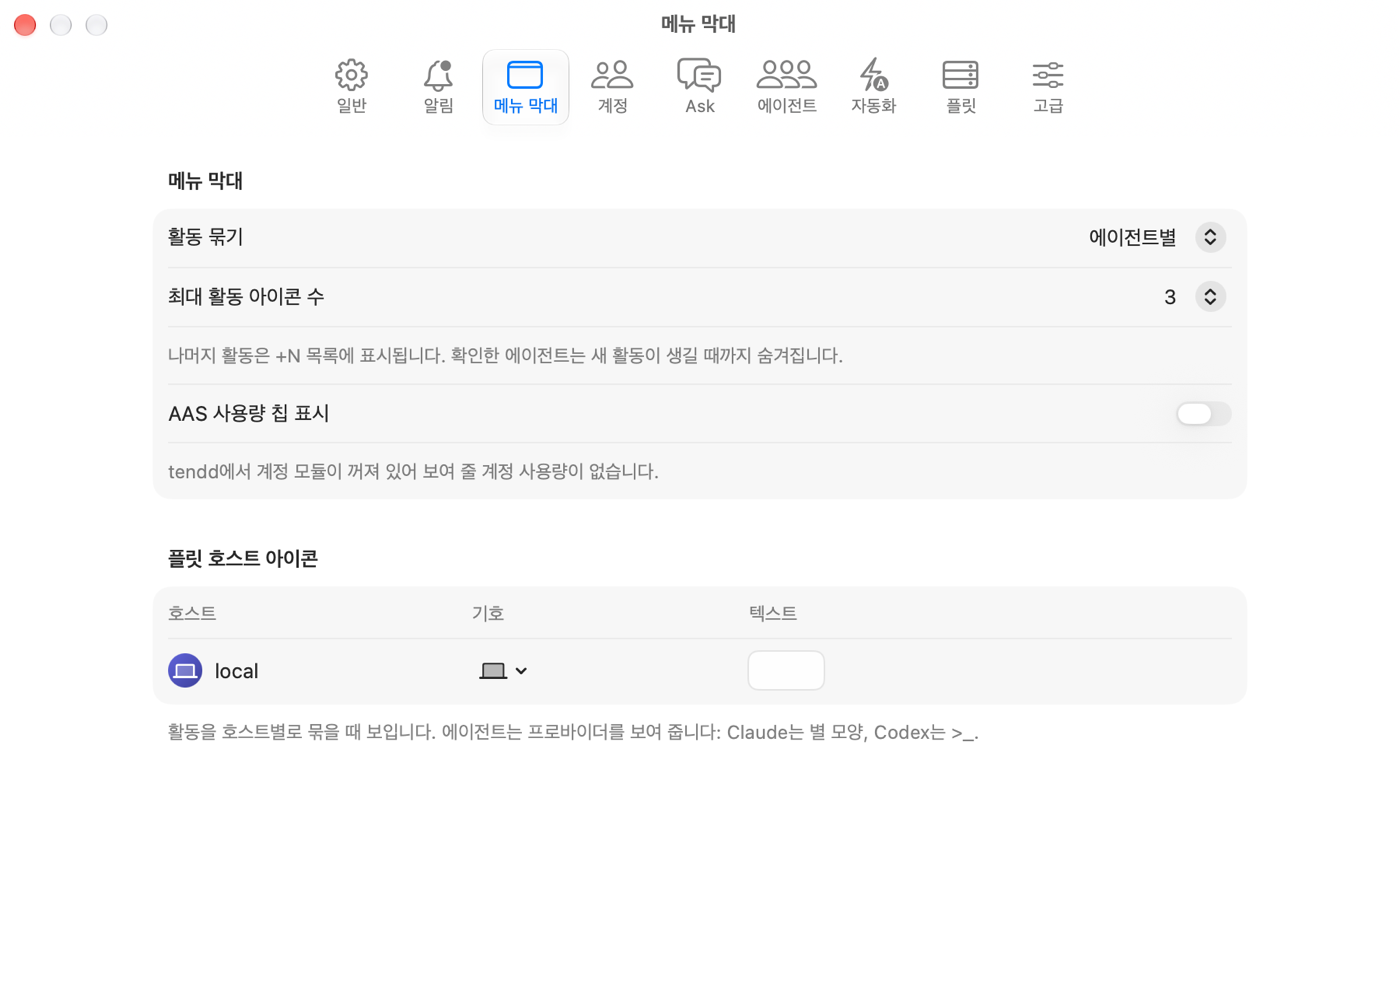 메뉴 막대
일반
알림
메뉴 막대
계정
Ask
에이전트
자동화
플릿
고급
메뉴 막대
활동 묶기
에이전트별
최대 활동 아이콘 수
3
나머지 활동은 +N 목록에 표시됩니다. 확인한 에이전트는 새 활동이 생길 때까지 숨겨집니다.
AAS 사용량 칩 표시
tendd에서 계정 모듈이 꺼져 있어 보여 줄 계정 사용량이 없습니다.
플릿 호스트 아이콘
호스트
기호
텍스트
local
활동을 호스트별로 묶을 때 보입니다. 에이전트는 프로바이더를 보여 줍니다: Claude는 별 모양, Codex는 >_.